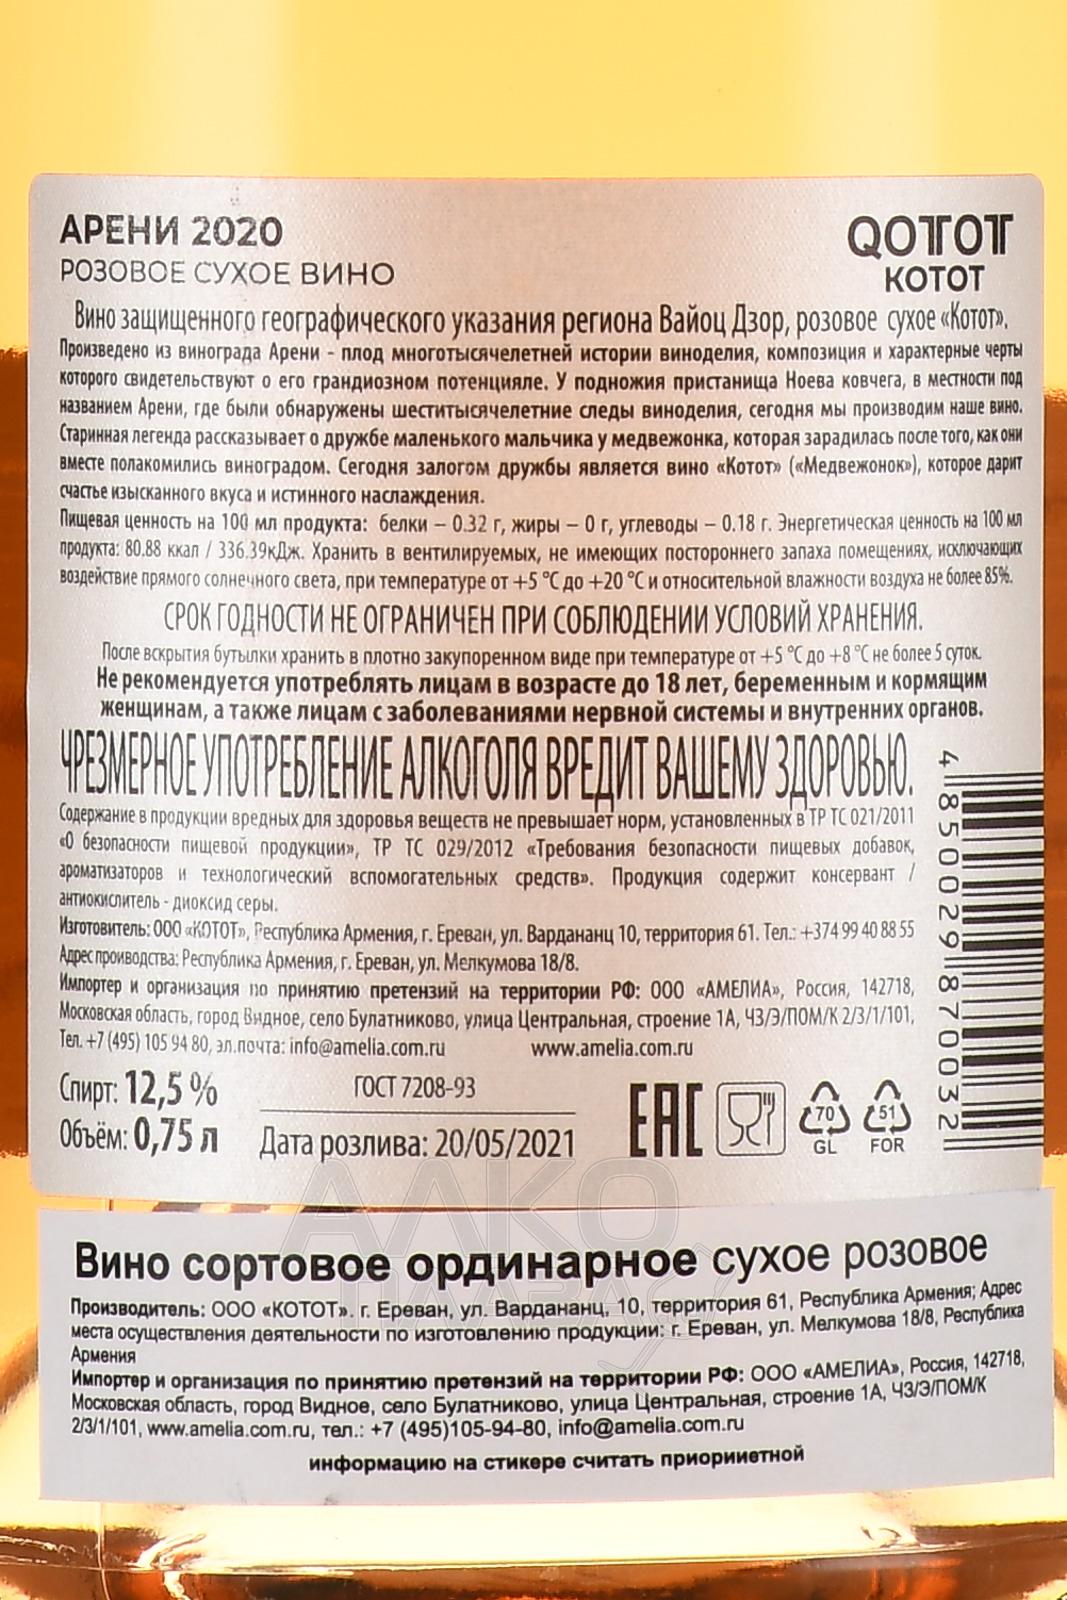 АРЕНИ 2020
РОЗОВОЕ СУХОЕ ВИНО
QOTOT
КОТОТ
Вино защищенного географического указания региона Вайоц Дзор, розовое сухое «Котот».
Произведено из винограда Арени - плод многотысячелетней истории виноделия, композиция и характерные черты
которого свидетельствуют о его грандиозном потенцияле. У подножия пристанища Ноева ковчега, в местности под
названием Арени, где были обнаружены шеститысячелетние следы виноделия, сегодня мы производим наше вино.
Старинная легенда рассказывает о дружбе маленького мальчика у медвежонка, которая зарадилась после того, как они
вместе полакомились виноградом. Сегодня залогом дружбы является вино «Котот» («Медвежонок»), которое дарит
счастье изысканного вкуса и истинного наслаждения.
Пищевая ценность на 100 мл продукта: белки – 0.32 г, жиры – 0 г, углеводы – 0.18 г. Энергетическая ценность на 100 мл
продукта: 80.88 ккал / 336.39кДж. Хранить в вентилируемых, не имеющих постороннего запаха помещениях, исключающих
воздействие прямого солнечного света, при температуре от +5 °C до +20 °C и относительной влажности воздуха не более 85%.
СРОК ГОДНОСТИ НЕ ОГРАНИЧЕН ПРИ СОБЛЮДЕНИИ УСЛОВИЙ ХРАНЕНИЯ.
После вскрытия бутылки хранить в плотно закупоренном виде при температуре от +5 °C до +8 °C не более 5 суток.
Не рекомендуется употреблять лицам в возрасте до 18 лет, беременным и кормящим
женщинам, а также лицам с заболеваниями нервной системы и внутренних органов.
ЧРЕЗМЕРНОЕ УПОТРЕБЛЕНИЕ АЛКОГОЛЯ ВРЕДИТ ВАШЕМУ ЗДОРОВЬЮ.
Содержание в продукции вредных для здоровья веществ не превышает норм, установленных в ТР ТС 021/2011
«О безопасности пищевой продукции», ТР ТС 029/2012 «Требования безопасности пищевых добавок,
ароматизаторов и технологический вспомогательных средств». Продукция содержит консервант /
антиокислитель - диоксид серы.
Изготовитель: ООО «КОТОТ», Республика Армения, г. Ереван, ул. Вардананц 10, территория 61. Тел.: +374 99 40 88 55
Адрес проиводства: Республика Армения, г. Ереван, ул. Мелкумова 18/8.
Импортер и организация по принятию претензий на территории РФ: ООО «АМЕЛИА», Россия, 142718,
Московская область, город Видное, село Булатниково, улица Центральная, строение 1А, ЧЗ/Э/ПОМ/К 2/3/1/101,
Тел. +7 (495) 105 94 80, эл.почта: info@amelia.com.ru www.amelia.com.ru
Спирт: 12,5 %
Объём: 0,75 л
ГОСТ 7208-93
Дата розлива: 20/05/2021
EAC
70
GL
51
FOR
4 850029 870032
АЛКО
ПЛАВАЗ
Вино сортовое ординарное сухое розовое
Производитель: ООО «КОТОТ». г. Ереван, ул. Вардананц, 10, территория 61, Республика Армения; Адрес
места осуществления деятельности по изготовлению продукции: г. Ереван, ул. Мелкумова 18/8, Республика
Армения
Импортер и организация по принятию претензий на территории РФ: ООО «АМЕЛИА», Россия, 142718,
Московская область, город Видное, село Булатниково, улица Центральная, строение 1А, ЧЗ/Э/ПОМ/К
2/3/1/101, www.amelia.com.ru, тел.: +7 (495)105-94-80, info@amelia.com.ru
информацию на стикере считать приориıетной